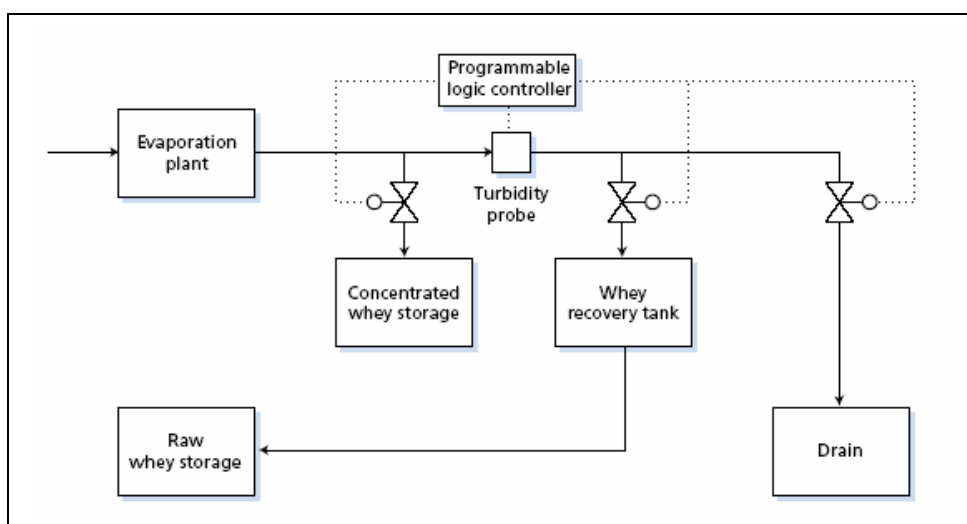 Programmable
logic controller
Evaporation
plant
Turbidity
probe
Concentrated
whey storage
Whey
recovery tank
Raw
whey storage
Drain